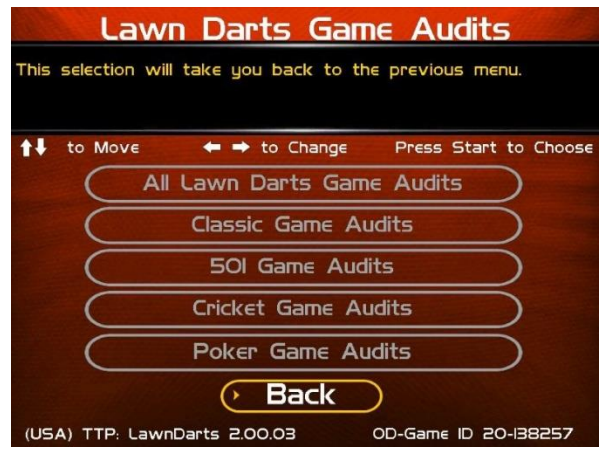 Lawn Darts Game Audits
This selection will take you back to the previous menu.
to Move to Change Press Start to Choose
All Lawn Darts Game Audits
Classic Game Audits
501 Game Audits
Cricket Game Audits
Poker Game Audits
Back
(USA) TTP: LawnDarts 2.00.03 OD-Game ID 20-138257